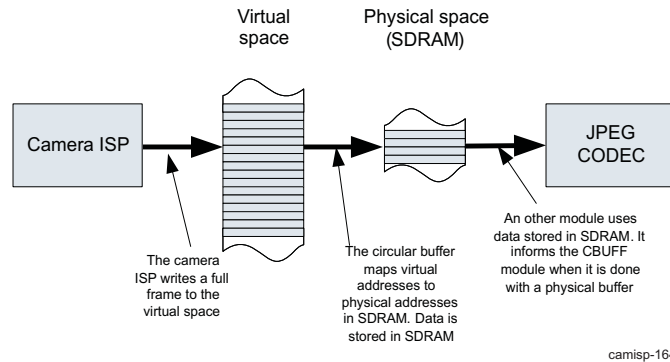 Virtual
space
Physical space
(SDRAM)
Camera ISP
JPEG
CODEC
The camera
ISP writes a full
frame to the
virtual space
The circular buffer
maps virtual
addresses to
physical addresses
in SDRAM. Data is
stored in SDRAM
An other module uses
data stored in SDRAM. It
informs the CBUFF
module when it is done
with a physical buffer
camisp-16